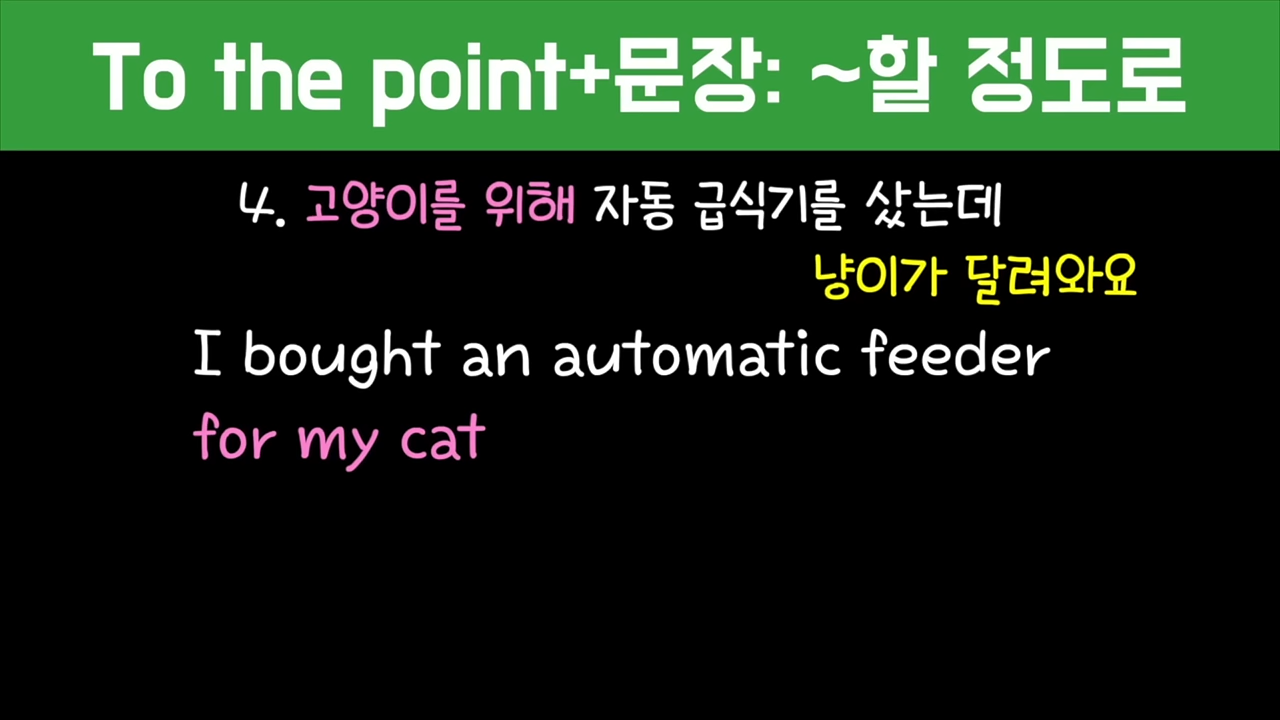 To the point+문장: ~할 정도로
4. 고양이를 위해 자동 급식기를 샀는데
냥이가 달려와요
I bought an automatic feeder
for my cat